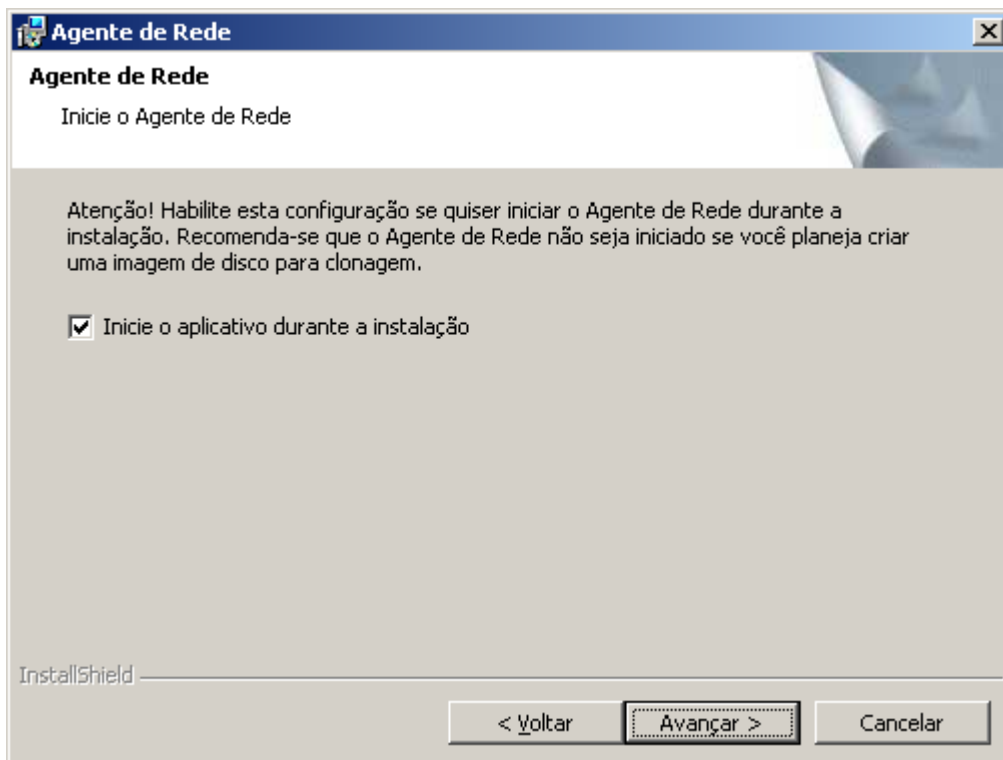 Agente de Rede
Agente de Rede
Inicie o Agente de Rede
Atenção! Habilite esta configuração se quiser iniciar o Agente de Rede durante a
instalação. Recomenda-se que o Agente de Rede não seja iniciado se você planeja criar
uma imagem de disco para clonagem.
Inicie o aplicativo durante a instalação
InstallShield
< Voltar
Avançar >
Cancelar